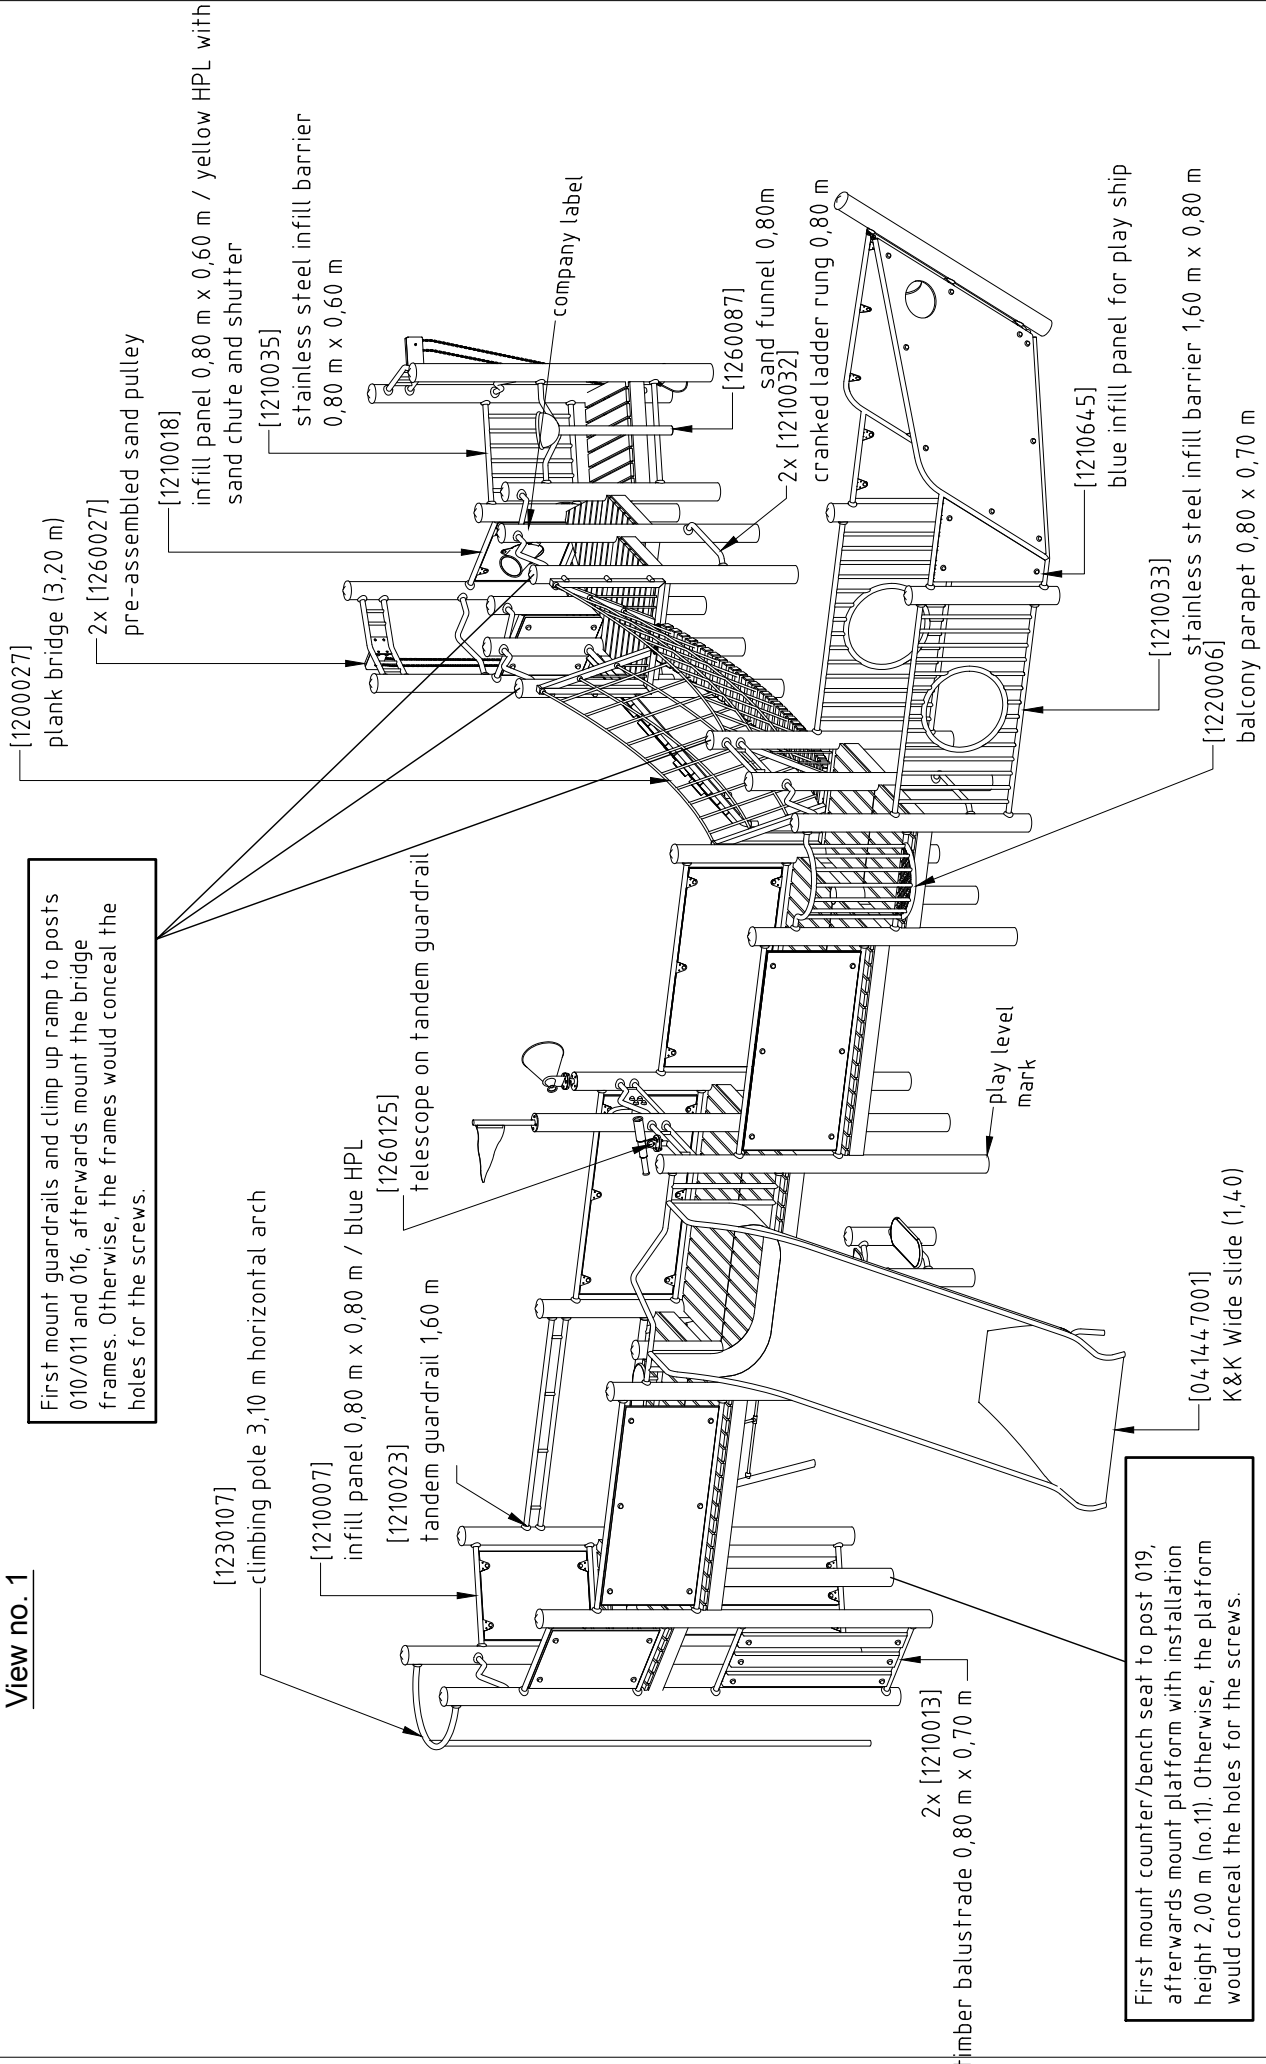 View no. 1
First mount guardrails and climp up ramp to posts
010/011 and 016, afterwards mount the bridge
frames. Otherwise, the frames would conceal the
holes for the screws.
[1200027]
plank bridge (3,20 m)
2x [1260027]
pre-assembled sand pulley
[1210018]
infill panel 0,80 m x 0,60 m / yellow HPL with
sand chute and shutter
[1210035]
stainless steel infill barrier
0,80 m x 0,60 m
[1230107]
climbing pole 3,10 m horizontal arch
[1210007]
infill panel 0,80 m x 0,80 m / blue HPL
[1210023]
tandem guardrail 1,60 m
[1260125]
telescope on tandem guardrail
company label
[1260087]
sand funnel 0,80m
2x [1210032]
cranked ladder rung 0,80 m
2x [1210013]
timber balustrade 0,80 m x 0,70 m
play level
mark
[1210645]
blue infill panel for play ship
[1210033]
stainless steel infill barrier 1,60 m x 0,80 m
[1220006]
balcony parapet 0,80 x 0,70 m
[041447001]
K&K Wide slide (1,40)
First mount counter/bench seat to post 019,
afterwards mount platform with installation
height 2,00 m (no.11). Otherwise, the platform
would conceal the holes for the screws.